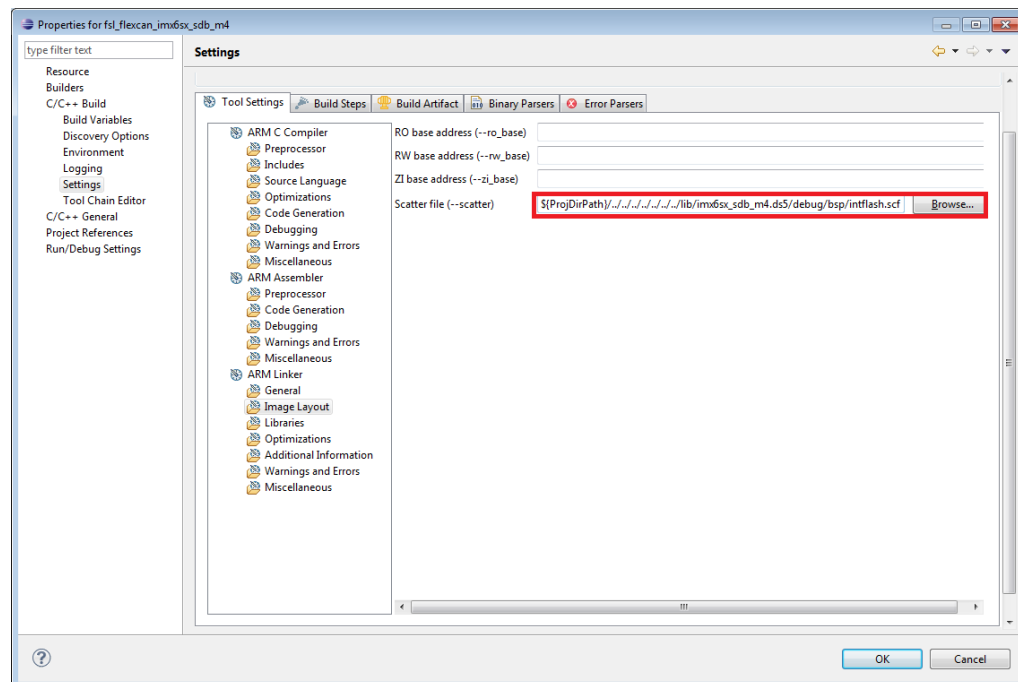 Properties for fsl_flexcan_imx6sx_sdb_m4
type filter text
Settings
Resource
Builders
C/C++ Build
Build Variables
Discovery Options
Environment
Logging
Settings
Tool Chain Editor
C/C++ General
Project References
Run/Debug Settings
Tool Settings
Build Steps
Build Artifact
Binary Parsers
Error Parsers
ARM C Compiler
Preprocessor
Includes
Source Language
Optimizations
Code Generation
Debugging
Warnings and Errors
Miscellaneous
ARM Assembler
Preprocessor
Code Generation
Debugging
Warnings and Errors
Miscellaneous
ARM Linker
General
Image Layout
Libraries
Optimizations
Additional Information
Warnings and Errors
Miscellaneous
RO base address (--ro_base)
RW base address (--rw_base)
ZI base address (--zi_base)
Scatter file (--scatter) ${ProjDirPath}/../../../../../../../lib/imx6sx_sdb_m4.ds5/debug/bsp/intflash.scf Browse...
OK Cancel